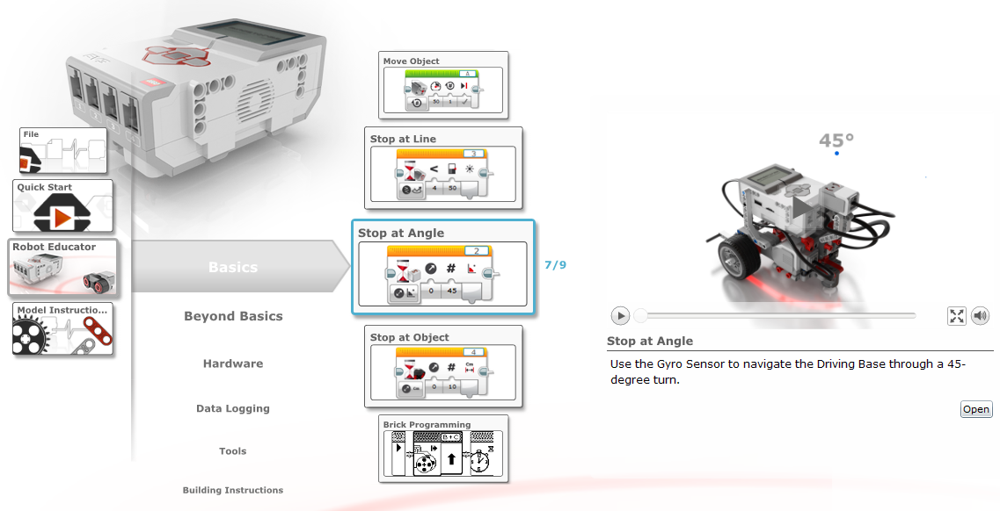 File
Quick Start
Robot Educator
Model Instructio...
Basics
Beyond Basics
Hardware
Data Logging
Tools
Building Instructions
Move Object
A
50 1
Stop at Line
3
<
4 50
Stop at Angle
2
#
0 45
7/9
Stop at Object
4
# Cm
Cm 0 10
Brick Programming
B+C
45°
Stop at Angle
Use the Gyro Sensor to navigate the Driving Base through a 45-
degree turn.
Open